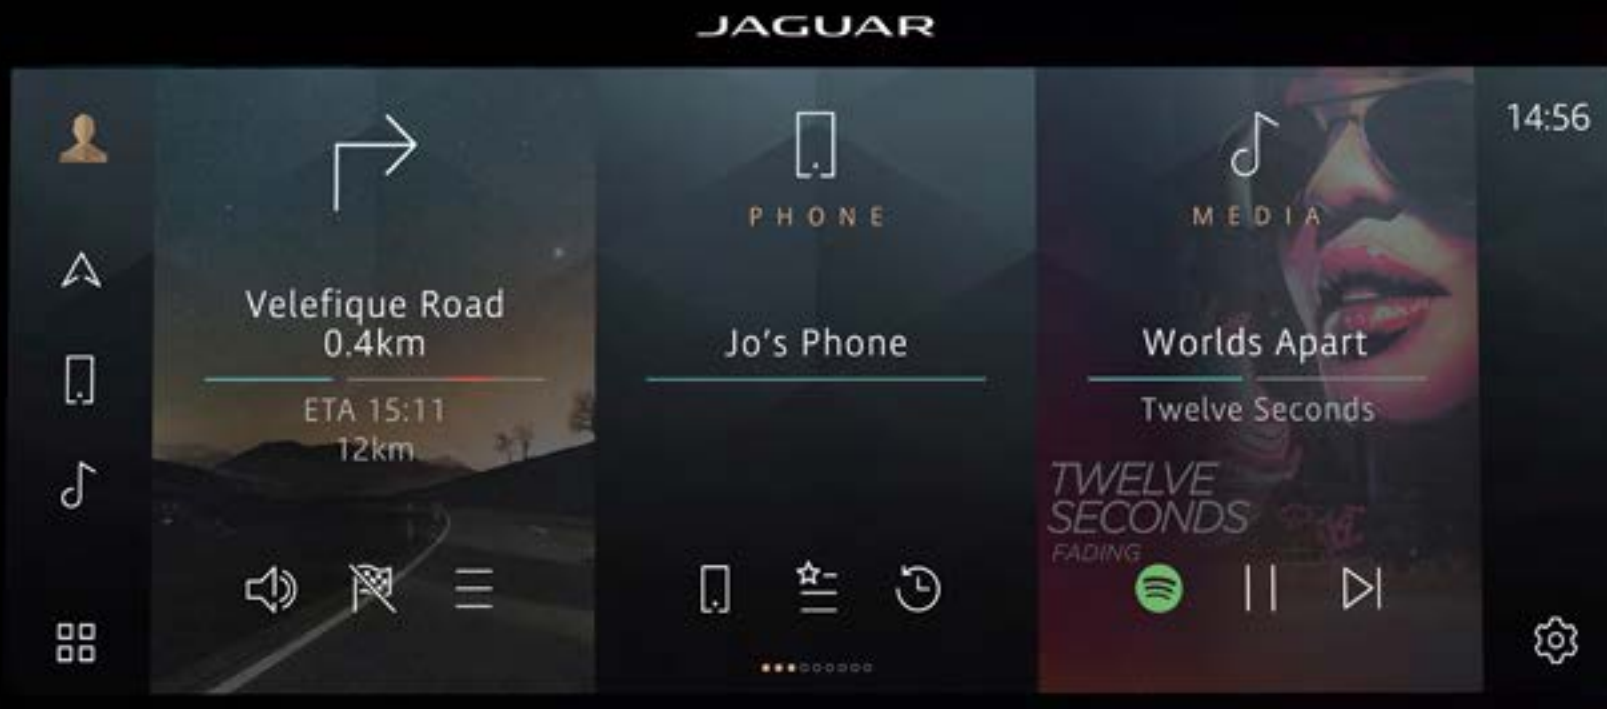 JAGUAR
14:56
Velefique Road
0.4km
ETA 15:11
12km
PHONE
Jo's Phone
MEDIA
Worlds Apart
Twelve Seconds
TWELVE
SECONDS
FADING